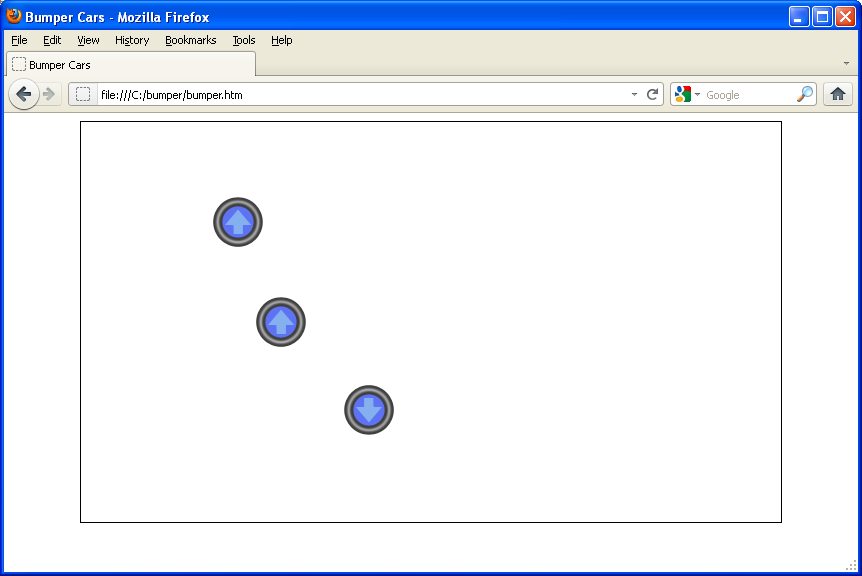 Bumper Cars - Mozilla Firefox
File Edit View History Bookmarks Tools Help
Bumper Cars
file:///C:/bumper/bumper.htm Google